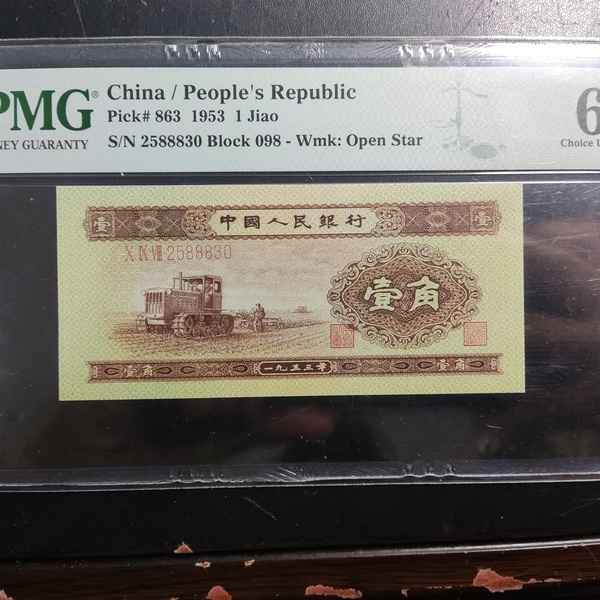 PMG®
NEY GUARANTY
China / People's Republic
Pick# 863 1953 1 Jiao
S/N 2588830 Block 098 - Wmk: Open Star
6
Choice U
壹
中國人民銀行
壹
X IX VIII 2588830
壹角
壹角
一九五三年
壹角